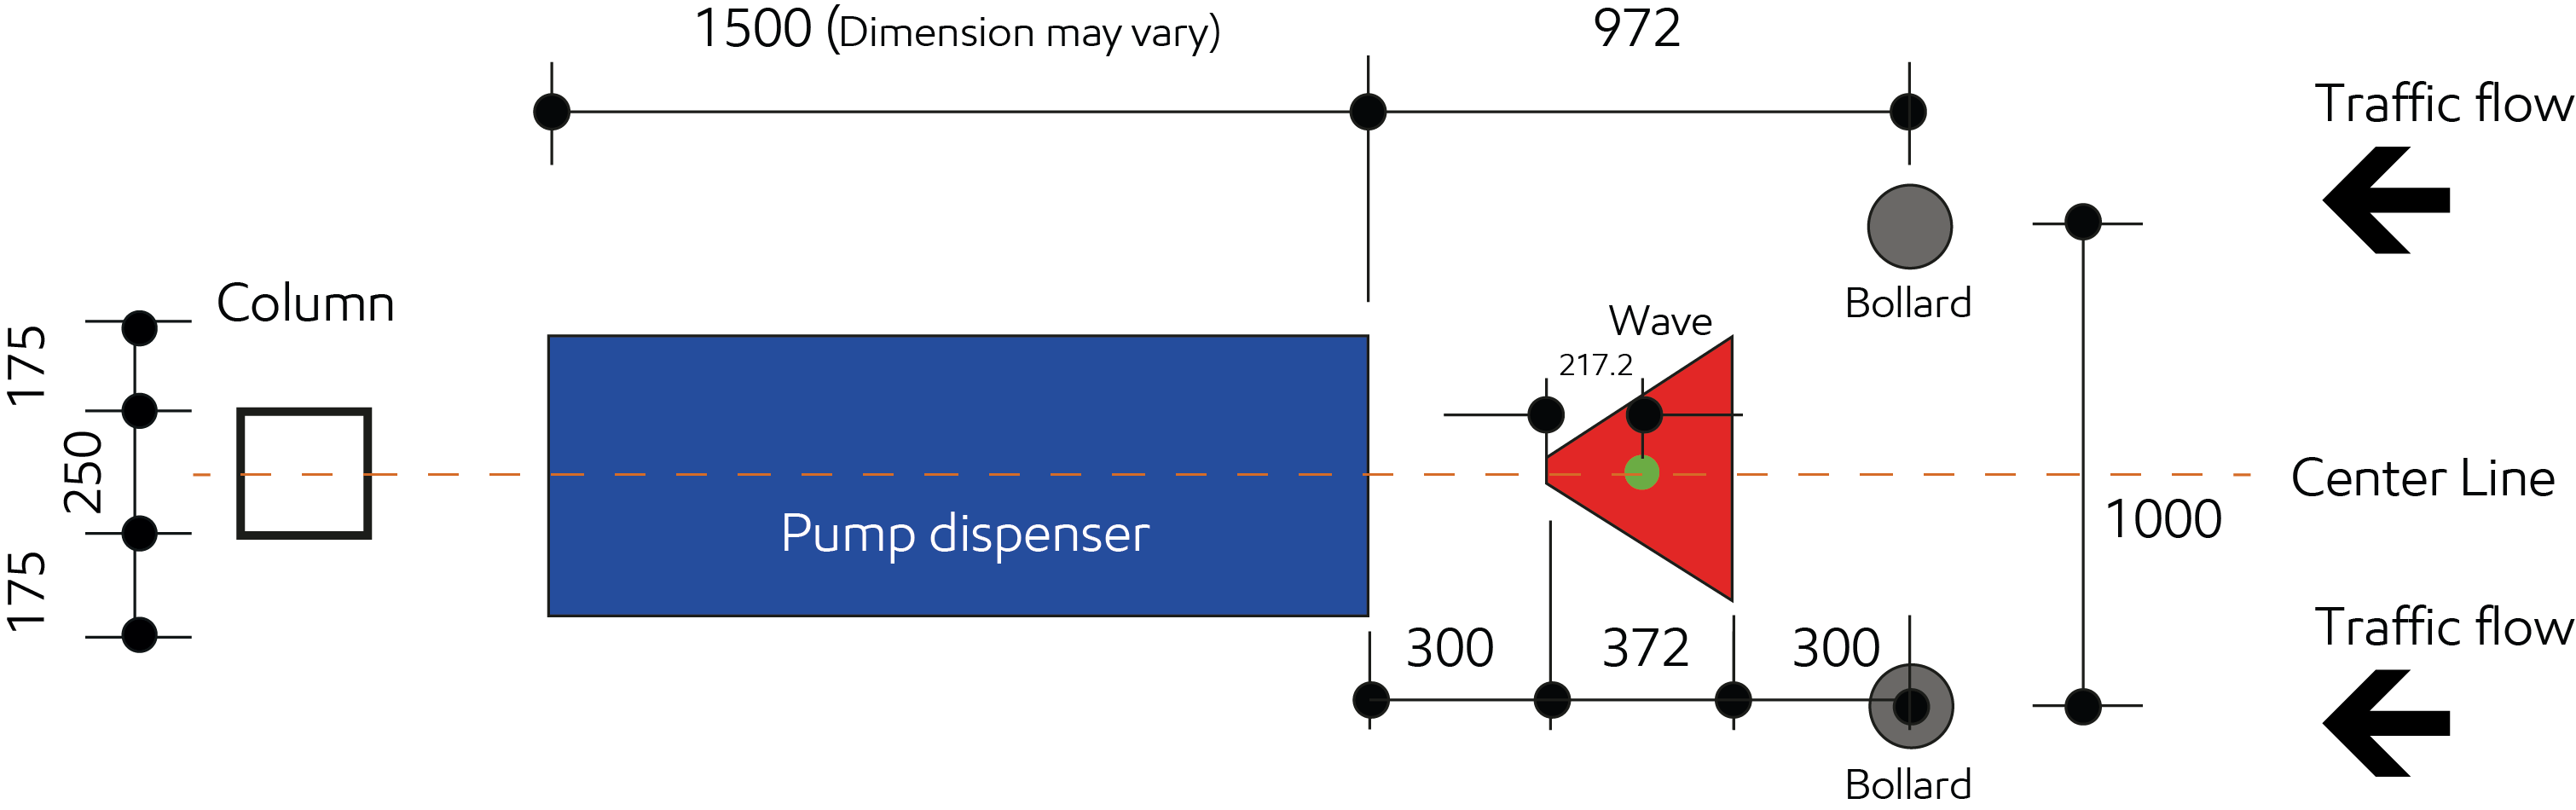 1500 (Dimension may vary)
972
Traffic flow
Column
Bollard
Wave
217.2
175
250
175
Center Line
Pump dispenser
1000
300
372
300
Traffic flow
Bollard